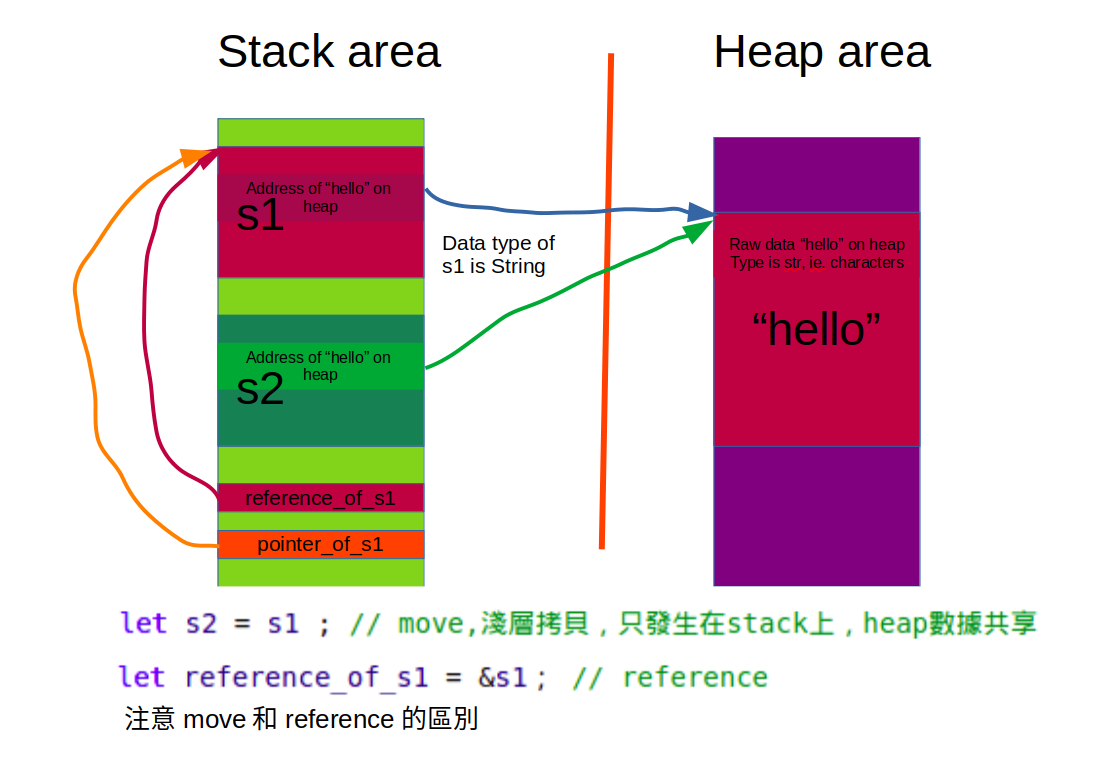 Stack area
Heap area
Address of “hello” on
heap
s1
Data type of
s1 is String
Raw data “hello” on heap
Type is str, ie. characters
“hello”
Address of “hello” on
heap
s2
reference_of_s1
pointer_of_s1
let s2 = s1 ; // move,淺層拷貝，只發生在stack上，heap數據共享
let reference_of_s1 = &s1; // reference
注意 move 和 reference 的區別